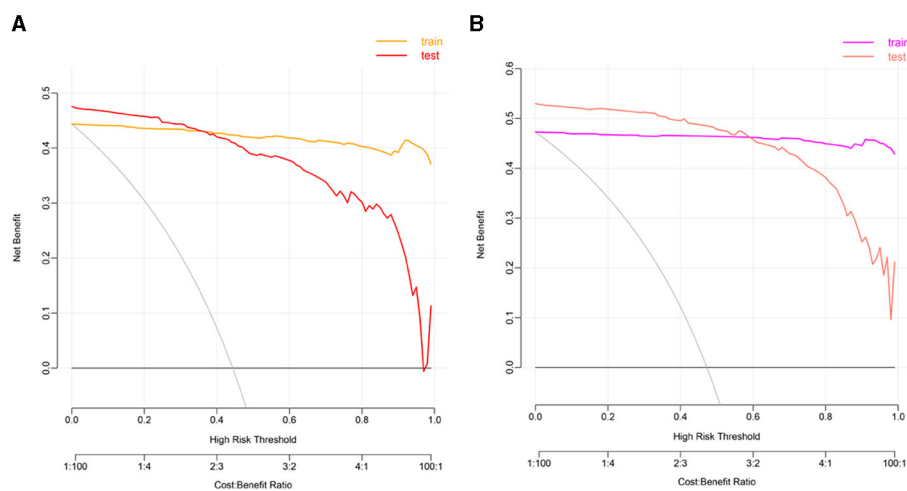 A
train
test
0.5
0.4
0.3
0.2
0.1
0.0
Net Benefit
0.0 0.2 0.4 0.6 0.8 1.0
High Risk Threshold
1:100 1:4 2:3 3:2 4:1 100:1
Cost:Benefit Ratio
B
train
test
0.6
0.5
0.4
0.3
0.2
0.1
0.0
Net Benefit
0.0 0.2 0.4 0.6 0.8 1.0
High Risk Threshold
1:100 1:4 2:3 3:2 4:1 100:1
Cost:Benefit Ratio